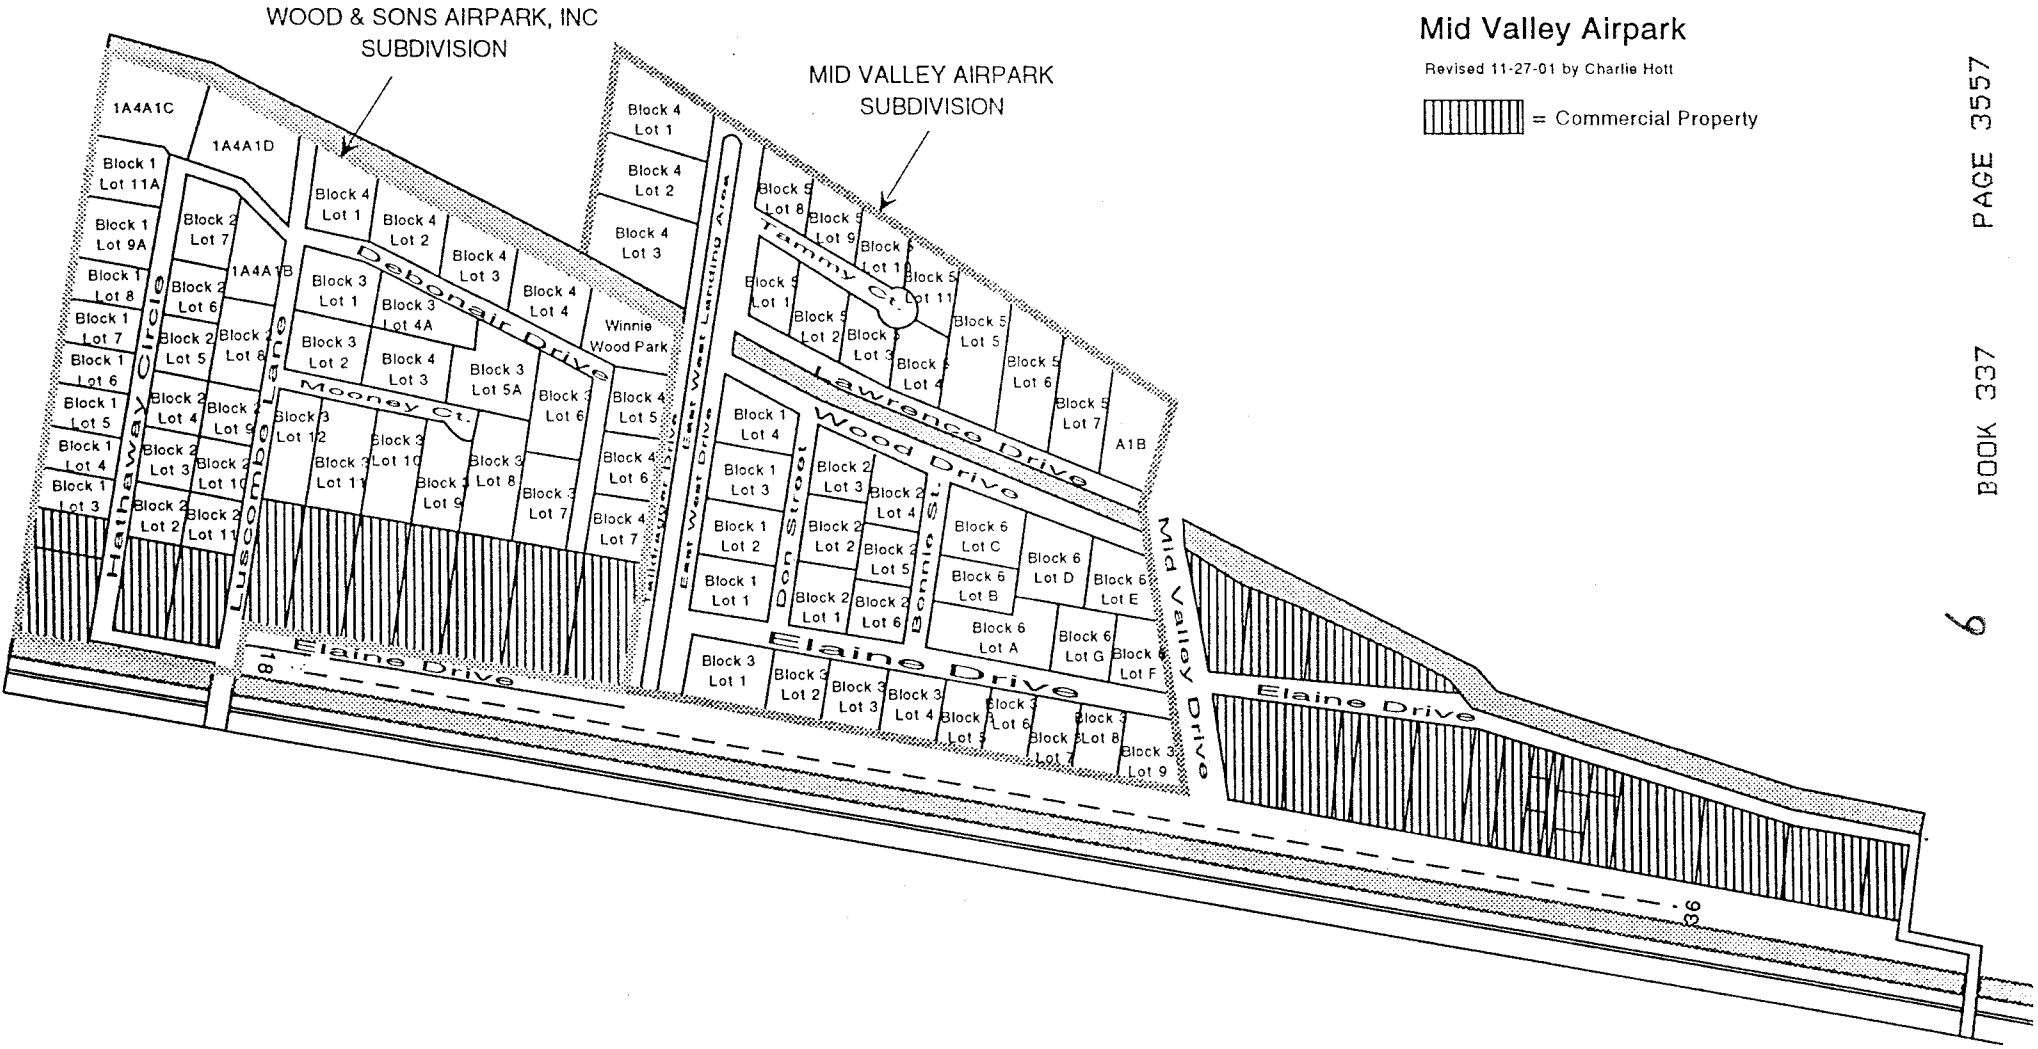 WOOD & SONS AIRPARK, INC
SUBDIVISION
MID VALLEY AIRPARK
SUBDIVISION
Mid Valley Airpark
Revised 11-27-01 by Charlie Hott
= Commercial Property
BOOK 337 PAGE 3557
6
1A4A1C
1A4A1D
Block 1
Lot 11A
Block 1
Lot 9A
Block 1
Lot 8
Block 1
Lot 7
Block 1
Lot 6
Block 1
Lot 5
Block 1
Lot 4
Block 1
Lot 3
Hathaway Circle
Block 2
Lot 7
1A4A1B
Block 2
Lot 6
Block 2
Lot 5
Block 2
Lot 8
Block 2
Lot 4
Block 2
Lot 9
Block 2
Lot 3
Block 2
Lot 10
Block 2
Lot 2
Block 2
Lot 11
Luscombe Lane
Block 4
Lot 1
Block 4
Lot 2
Block 4
Lot 3
Block 4
Lot 4
Winnie
Wood Park
Debonair Drive
Block 3
Lot 1
Block 3
Lot 4A
Block 3
Lot 2
Block 4
Lot 3
Block 3
Lot 5A
Block 3
Lot 6
Block 4
Lot 5
Mooney Ct.
Block 3
Lot 12
Block 3
Lot 11
Block 3
Lot 10
Block 3
Lot 9
Block 3
Lot 8
Block 3
Lot 7
Block 4
Lot 6
Block 4
Lot 7
Taildragger Drive
East West Drive
East West Drive
East West Landing Area
Block 4
Lot 1
Block 4
Lot 2
Block 4
Lot 3
Block 5
Lot 8
Block 5
Lot 9
Block 5
Lot 10
Block 5
Lot 11
Tammy Ct.
Block 5
Lot 1
Block 5
Lot 2
Block 5
Lot 3
Block 5
Lot 4
Block 5
Lot 5
Block 5
Lot 6
Block 5
Lot 7
A1B
Lawrence Drive
Wood Drive
Block 1
Lot 4
Block 1
Lot 3
Block 1
Lot 2
Block 1
Lot 1
Don Street
Block 2
Lot 3
Block 2
Lot 4
Block 2
Lot 2
Block 2
Lot 5
Block 2
Lot 1
Block 2
Lot 6
Bonnie St.
Block 6
Lot C
Block 6
Lot D
Block 6
Lot B
Block 6
Lot E
Block 6
Lot A
Block 6
Lot G
Block 6
Lot F
Mid Valley Drive
Elaine Drive
Elaine Drive
Elaine Drive
Block 3
Lot 1
Block 3
Lot 2
Block 3
Lot 3
Block 3
Lot 4
Block 3
Lot 5
Block 3
Lot 6
Block 3
Lot 7
Block 3
Lot 8
Block 3
Lot 9
18
36